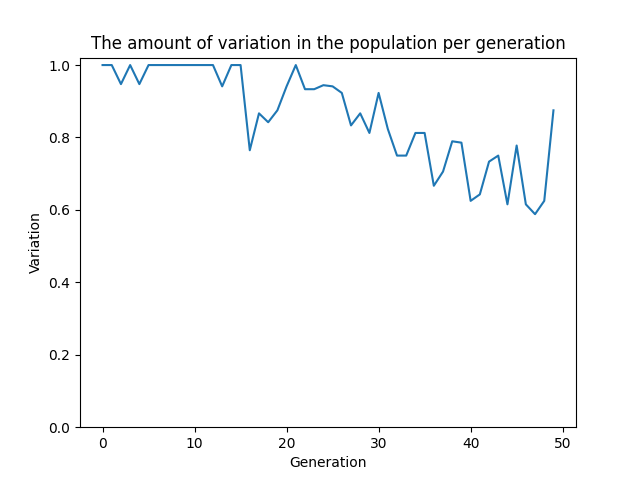 The amount of variation in the population per generation
1.0
0.8
0.6
0.4
0.2
0.0
Variation
0 10 20 30 40 50
Generation